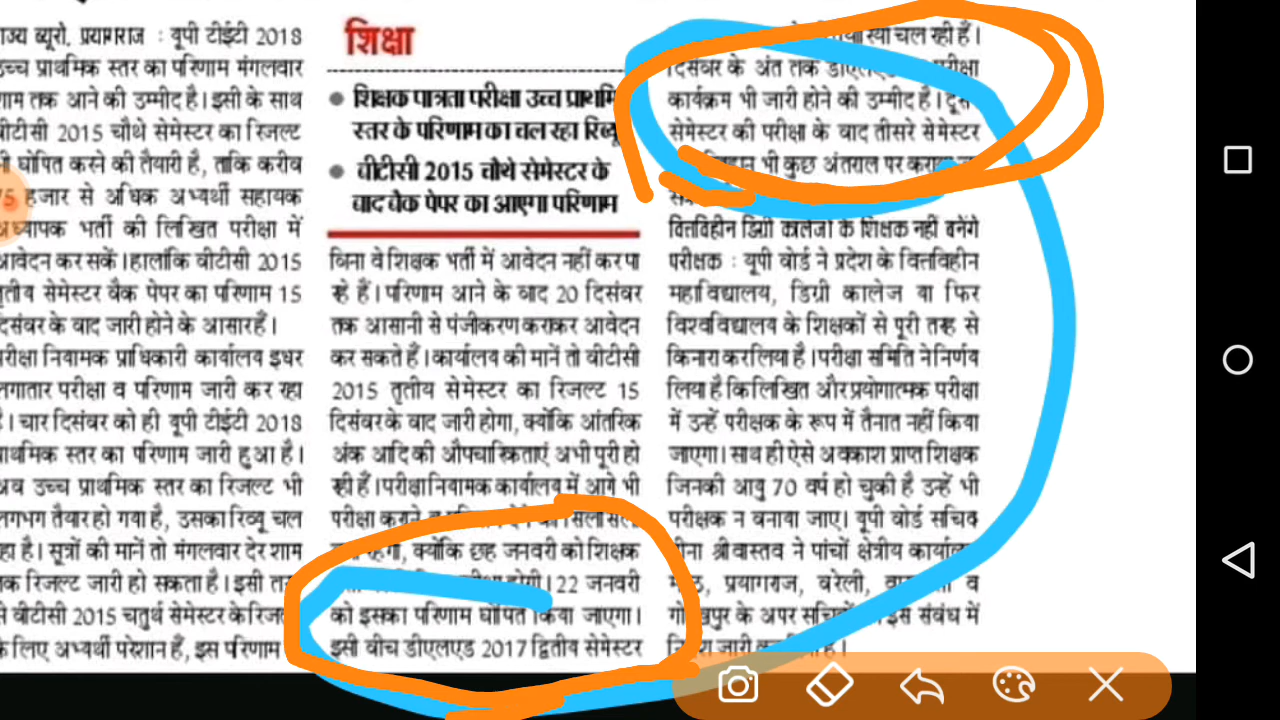 राज्य ब्यूरो, प्रयागराज : यूपी टीईटी 2018
उच्च प्राथमिक स्तर का परिणाम मंगलवार
शाम तक आने की उम्मीद है। इसी के साथ
बीटीसी 2015 चौथे सेमेस्टर का रिजल्ट
भी घोषित करने की तैयारी है, ताकि करीब
हजार से अधिक अभ्यर्थी सहायक
अध्यापक भर्ती की लिखित परीक्षा में
आवेदन कर सकें। हालांकि बीटीसी 2015
तृतीय सेमेस्टर बैक पेपर का परिणाम 15
दिसंबर के बाद जारी होने के आसार हैं।
परीक्षा नियामक प्राधिकारी कार्यालय इधर
लगातार परीक्षा व परिणाम जारी कर रहा
है। चार दिसंबर को ही यूपी टीईटी 2018
प्राथमिक स्तर का परिणाम जारी हुआ है।
अब उच्च प्राथमिक स्तर का रिजल्ट भी
लगभग तैयार हो गया है, उसका रिव्यू चल
रहा है। सूत्रों की मानें तो मंगलवार देर शाम
तक रिजल्ट जारी हो सकता है। इसी
से बीटीसी 2015 चतुर्थ सेमेस्टर के
के लिए अभ्यर्थी परेशान हैं, इस परिणाम
शिक्षा
● शिक्षक पात्रता परीक्षा उच्च
स्तर के परिणाम का चल रहा
● बीटीसी 2015 चौथे सेमेस्टर के
बाद बैक पेपर का आएगा परिणाम
बिना वे शिक्षक भर्ती में आवेदन नहीं कर पा
रहे हैं। परिणाम आने के बाद 20 दिसंबर
तक आसानी से पंजीकरण कराकर आवेदन
कर सकते हैं। कार्यालय की मानें तो बीटीसी
2015 तृतीय सेमेस्टर का रिजल्ट 15
दिसंबर के बाद जारी होगा, क्योंकि आंतरिक
अंक आदि की औपचारिकताएं अभी पूरी हो
रही हैं। परीक्षा नियामक कार्यालय में आगे भी
परीक्षा कराने व
क्योंकि छह जनवरी को शिक्षक
होगी। 22 जनवरी
को इसका परिणाम घोषित किया जाएगा।
इसी बीच डीएलएड 2017 द्वितीय सेमेस्टर
चल रही हैं।
दिसंबर के अंत तक डीएलएड परीक्षा
कार्यक्रम भी जारी होने की उम्मीद है। दूसरे
सेमेस्टर की परीक्षा के बाद तीसरे सेमेस्टर
भी कुछ अंतराल पर
वित्तविहीन डिग्री कालेजों के शिक्षक नहीं बनेंगे
परीक्षक : यूपी बोर्ड ने प्रदेश के वित्तविहीन
महाविद्यालय, डिग्री कालेज या फिर
विश्वविद्यालय के शिक्षकों से पूरी तरह से
किनारा कर लिया है। परीक्षा समिति ने निर्णय
लिया है कि लिखित और प्रयोगात्मक परीक्षा
में उन्हें परीक्षक के रूप में तैनात नहीं किया
जाएगा। साथ ही ऐसे अवकाश प्राप्त शिक्षक
जिनकी आयु 70 वर्ष हो चुकी है उन्हें भी
परीक्षक न बनाया जाए। यूपी बोर्ड सचिव
नीना श्रीवास्तव ने पांचों क्षेत्रीय कार्यालय
प्रयागराज, बरेली, व
गोरखपुर के अपर सचिवों इस संबंध में
जारी है।